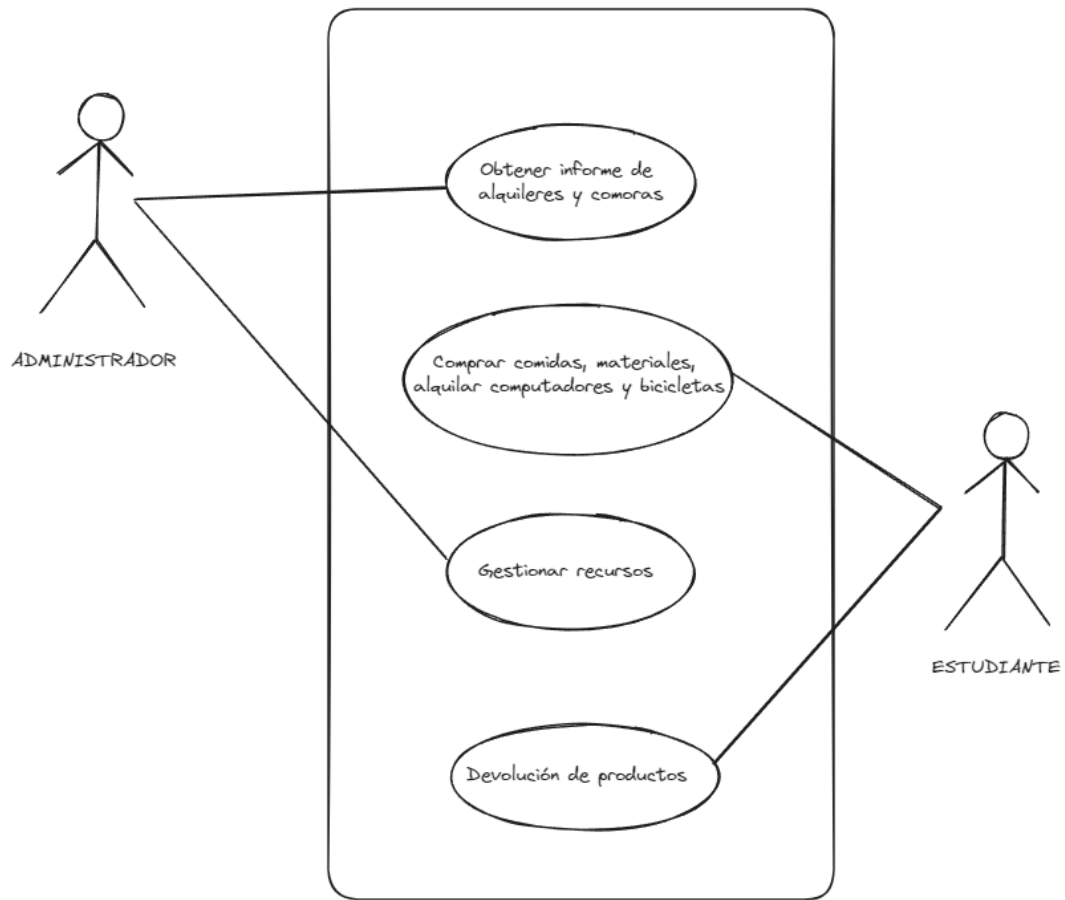 Obtener informe de
alquileres y comoras
ADMINISTRADOR
Comprar comidas, materiales,
alquilar computadores y bicicletas
Gestionar recursos
ESTUDIANTE
Devolución de productos